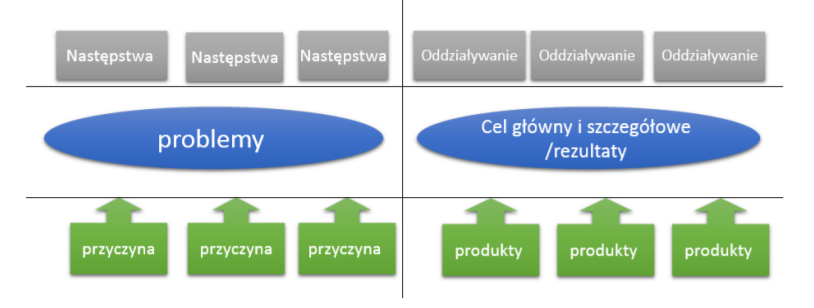 Następstwa
Następstwa
Następstwa
Oddziaływanie
Oddziaływanie
Oddziaływanie
problemy
Cel główny i szczegółowe
/rezultaty
przyczyna
przyczyna
przyczyna
produkty
produkty
produkty